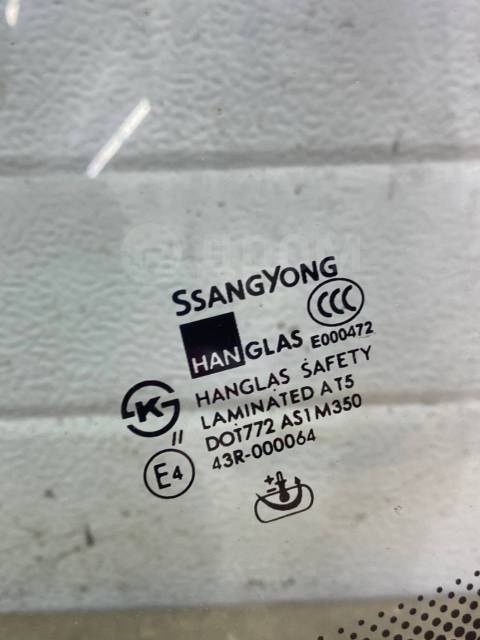 SSANGYONG
CCC
HANGLAS E000472
HANGLAS SAFETY
LAMINATED AT5
DOT772 AS1 M350
43R-000064
K
//
E4